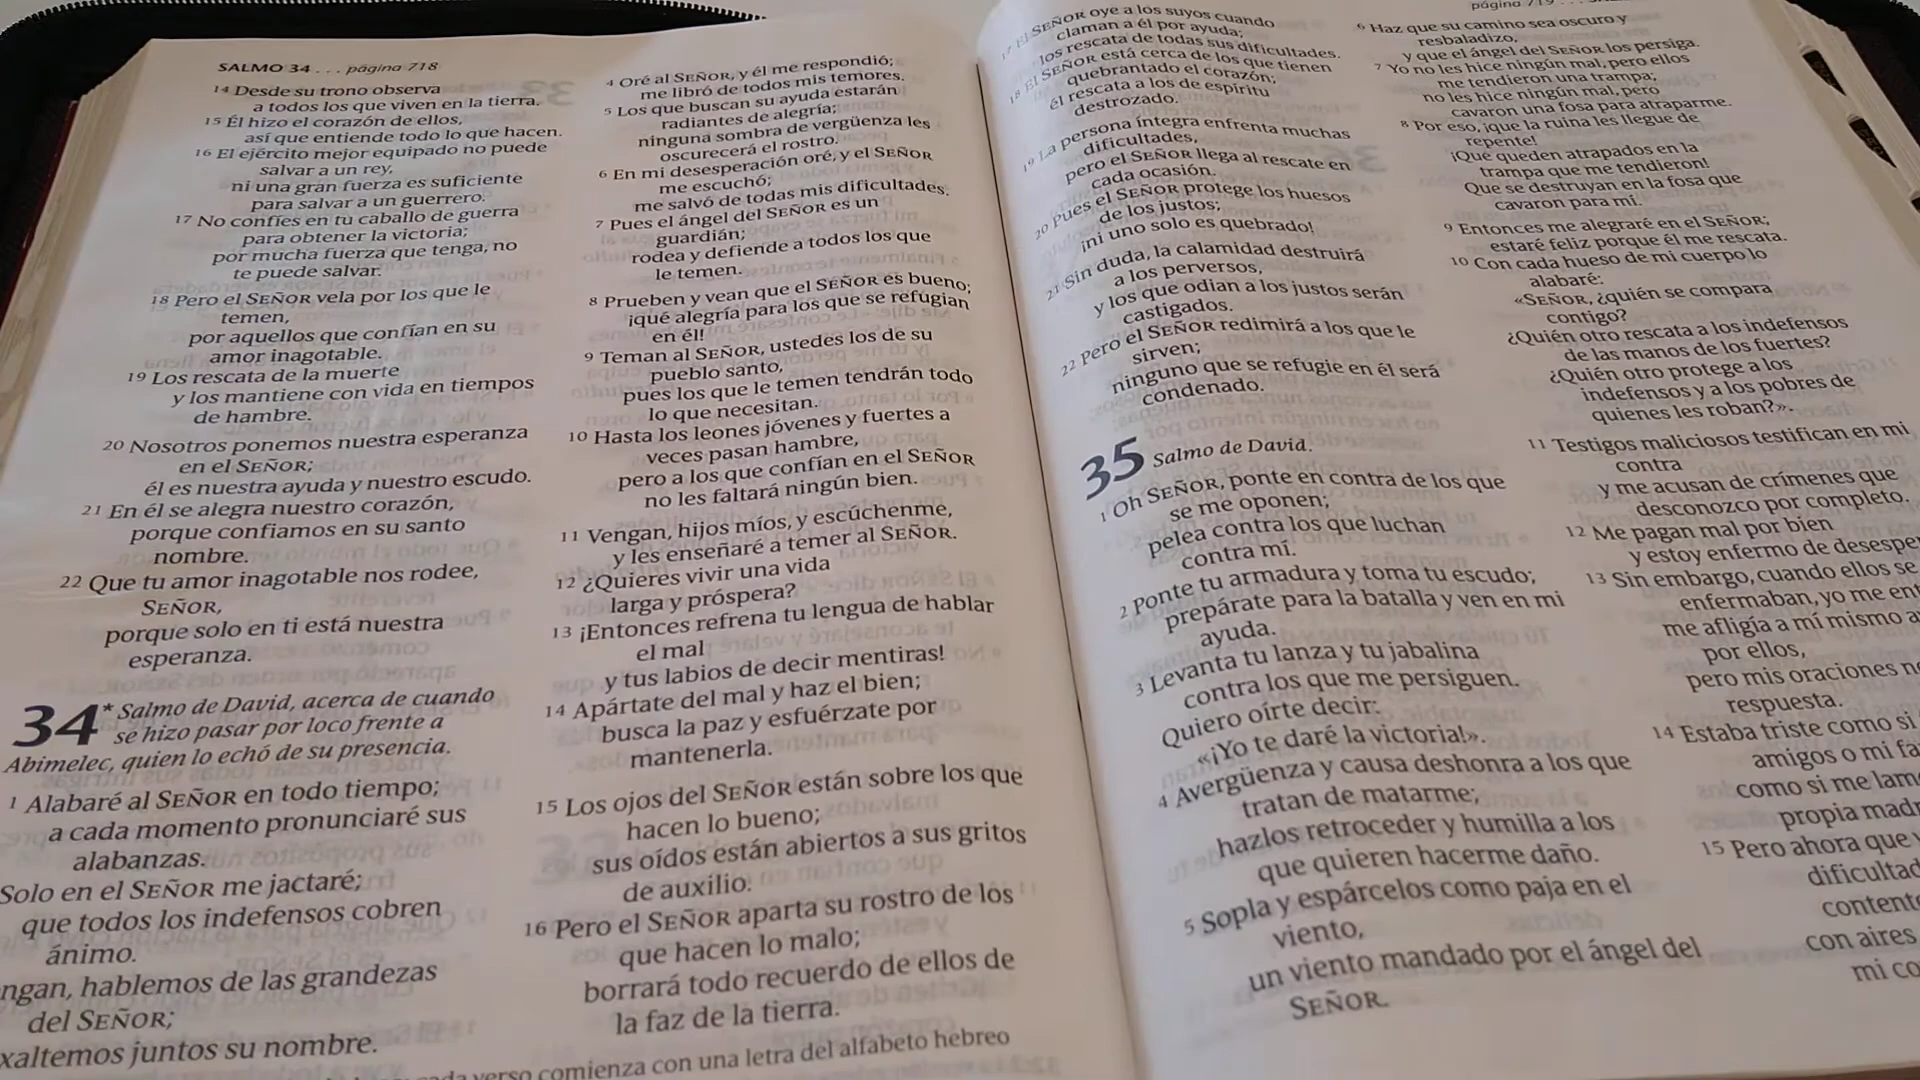 SALMO 34 . . . página 718
14 Desde su trono observa
a todos los que viven en la tierra.
15 Él hizo el corazón de ellos,
así que entiende todo lo que hacen.
16 El ejército mejor equipado no puede
salvar a un rey,
ni una gran fuerza es suficiente
para salvar a un guerrero.
17 No confíes en tu caballo de guerra
para obtener la victoria;
por mucha fuerza que tenga, no
te puede salvar.
18 Pero el SEÑOR vela por los que le
temen,
por aquellos que confían en su
amor inagotable.
19 Los rescata de la muerte
y los mantiene con vida en tiempos
de hambre.
20 Nosotros ponemos nuestra esperanza
en el SEÑOR;
él es nuestra ayuda y nuestro escudo.
21 En él se alegra nuestro corazón,
porque confiamos en su santo
nombre.
22 Que tu amor inagotable nos rodee,
SEÑOR,
porque solo en ti está nuestra
esperanza.
34* Salmo de David, acerca de cuando
se hizo pasar por loco frente a
Abimelec, quien lo echó de su presencia.
1 Alabaré al SEÑOR en todo tiempo;
a cada momento pronunciaré sus
alabanzas.
Solo en el SEÑOR me jactaré;
que todos los indefensos cobren
ánimo.
ngan, hablemos de las grandezas
del SEÑOR;
xaltemos juntos su nombre.
4 Oré al SEÑOR, y él me respondió;
me libró de todos mis temores.
5 Los que buscan su ayuda estarán
radiantes de alegría;
ninguna sombra de vergüenza les
oscurecerá el rostro.
6 En mi desesperación oré, y el SEÑOR
me escuchó;
me salvó de todas mis dificultades.
7 Pues el ángel del SEÑOR es un
guardián;
rodea y defiende a todos los que
le temen.
8 Prueben y vean que el SEÑOR es bueno;
¡qué alegría para los que se refugian
en él!
9 Teman al SEÑOR, ustedes los de su
pueblo santo,
pues los que le temen tendrán todo
lo que necesitan.
10 Hasta los leones jóvenes y fuertes a
veces pasan hambre,
pero a los que confían en el SEÑOR
no les faltará ningún bien.
11 Vengan, hijos míos, y escúchenme,
y les enseñaré a temer al SEÑOR.
12 ¿Quieres vivir una vida
larga y próspera?
13 ¡Entonces refrena tu lengua de hablar
el mal
y tus labios de decir mentiras!
14 Apártate del mal y haz el bien;
busca la paz y esfuérzate por
mantenerla.
15 Los ojos del SEÑOR están sobre los que
hacen lo bueno;
sus oídos están abiertos a sus gritos
de auxilio.
16 Pero el SEÑOR aparta su rostro de los
que hacen lo malo;
borrará todo recuerdo de ellos de
la faz de la tierra.
verso comienza con una letra del alfabeto hebreo
17 El SEÑOR oye a los suyos cuando
claman a él por ayuda;
los rescata de todas sus dificultades.
18 El SEÑOR está cerca de los que tienen
quebrantado el corazón;
él rescata a los de espíritu
destrozado.
19 La persona íntegra enfrenta muchas
dificultades,
pero el SEÑOR llega al rescate en
cada ocasión.
20 Pues el SEÑOR protege los huesos
de los justos;
¡ni uno solo es quebrado!
21 Sin duda, la calamidad destruirá
a los perversos,
y los que odian a los justos serán
castigados.
22 Pero el SEÑOR redimirá a los que le
sirven;
ninguno que se refugie en él será
condenado.
35 Salmo de David.
1 Oh SEÑOR, ponte en contra de los que
se me oponen;
pelea contra los que luchan
contra mí.
2 Ponte tu armadura y toma tu escudo;
prepárate para la batalla y ven en mi
ayuda.
3 Levanta tu lanza y tu jabalina
contra los que me persiguen.
Quiero oírte decir:
«¡Yo te daré la victoria!».
4 Avergüenza y causa deshonra a los que
tratan de matarme;
hazlos retroceder y humilla a los
que quieren hacerme daño.
5 Sopla y espárcelos como paja en el
viento,
un viento mandado por el ángel del
SEÑOR.
página 719 . . .
6 Haz que su camino sea oscuro y
resbaladizo,
y que el ángel del SEÑOR los persiga.
7 Yo no les hice ningún mal, pero ellos
me tendieron una trampa;
no les hice ningún mal, pero
cavaron una fosa para atraparme.
8 Por eso, ¡que la ruina les llegue de
repente!
¡Que queden atrapados en la
trampa que me tendieron!
Que se destruyan en la fosa que
cavaron para mí.
9 Entonces me alegraré en el SEÑOR;
estaré feliz porque él me rescata.
10 Con cada hueso de mi cuerpo lo
alabaré:
«SEÑOR, ¿quién se compara
contigo?
¿Quién otro rescata a los indefensos
de las manos de los fuertes?
¿Quién otro protege a los
indefensos y a los pobres de
quienes les roban?».
11 Testigos maliciosos testifican en mi
contra
y me acusan de crímenes que
desconozco por completo.
12 Me pagan mal por bien
y estoy enfermo de desespe
13 Sin embargo, cuando ellos se
enfermaban, yo me ent
me afligía a mí mismo a
por ellos,
pero mis oraciones no
respuesta.
14 Estaba triste como si
amigos o mi fa
como si me lame
propia madr
15 Pero ahora que
dificultad
content
con aires
mi co